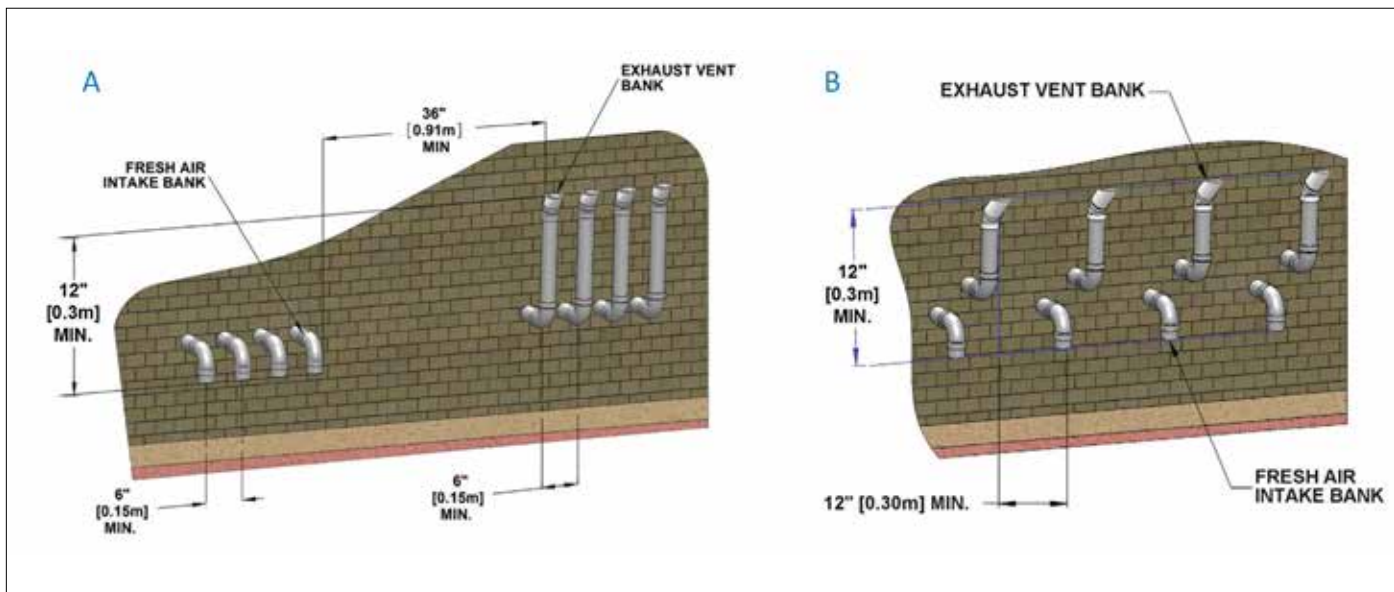 A
EXHAUST VENT
BANK
36"
[0.91m]
MIN
FRESH AIR
INTAKE BANK
12"
[0.3m]
MIN.
6"
[0.15m]
MIN.
6"
[0.15m]
MIN.
B
EXHAUST VENT BANK
12"
[0.3m]
MIN.
12" [0.30m] MIN.
FRESH AIR
INTAKE BANK